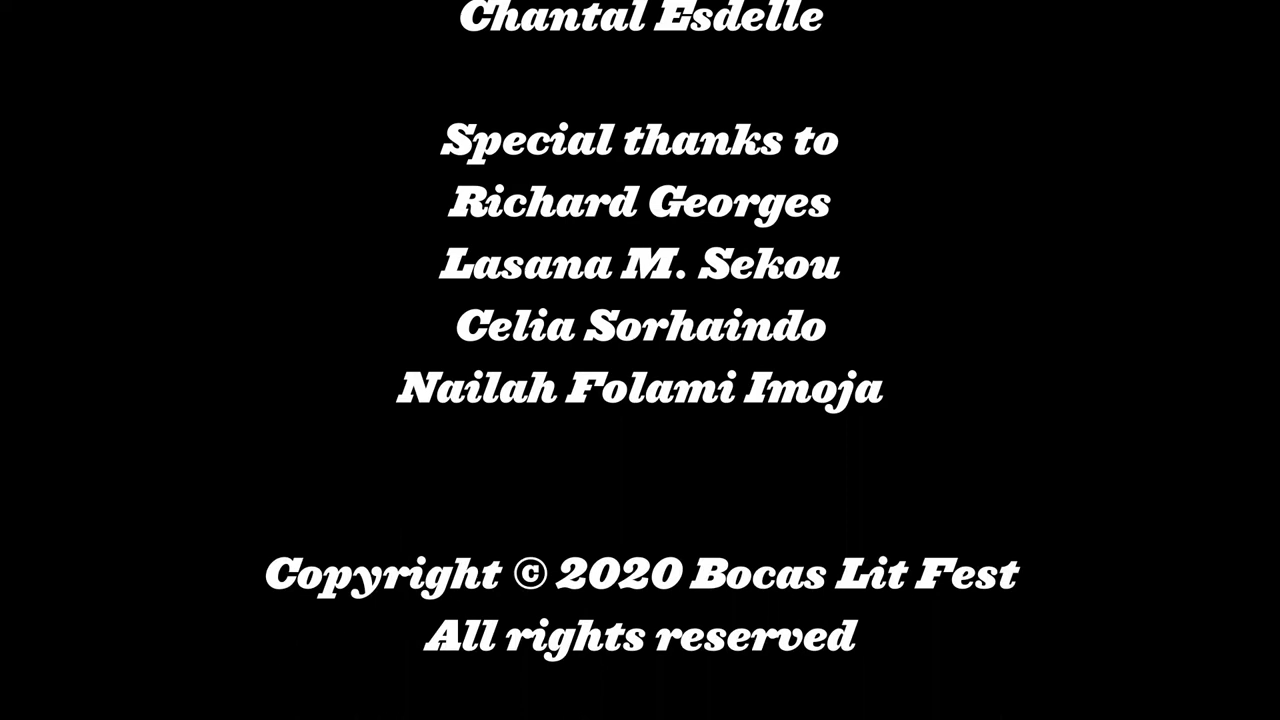 Chantal Esdelle
Special thanks to
Richard Georges
Lasana M. Sekou
Celia Sorhaindo
Nailah Folami Imoja
Copyright © 2020 Bocas Lit Fest
All rights reserved